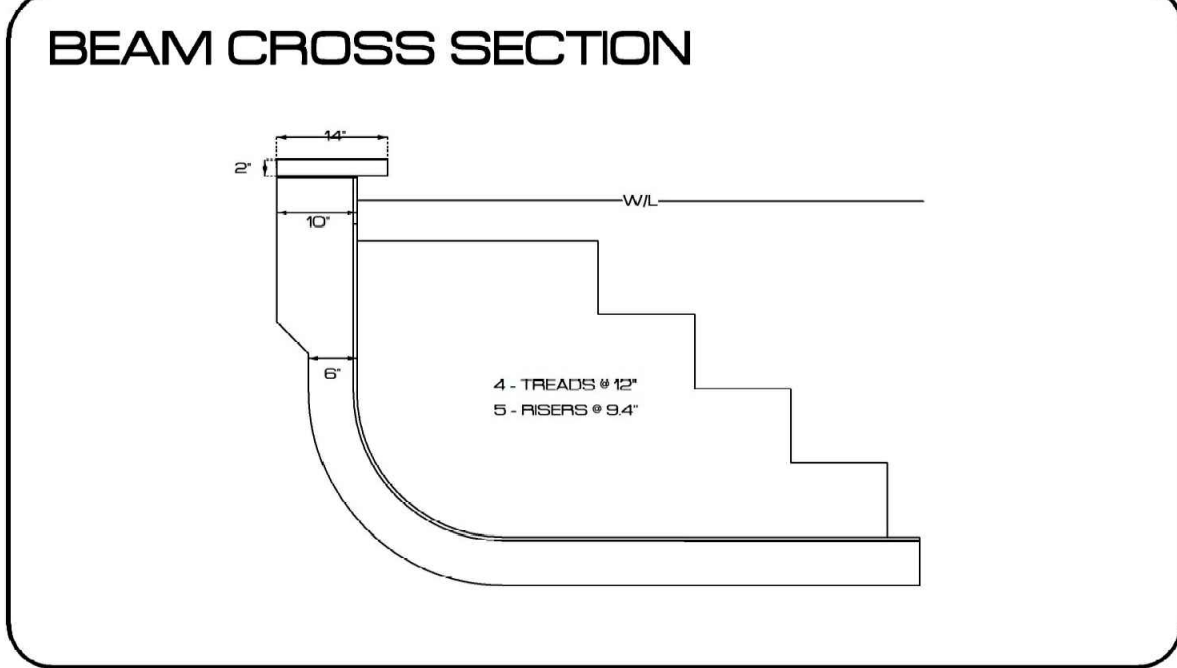 BEAM CROSS SECTION
14"
2"
W/L
10"
6"
4 - TREADS @ 12"
5 - RISERS @ 9.4"